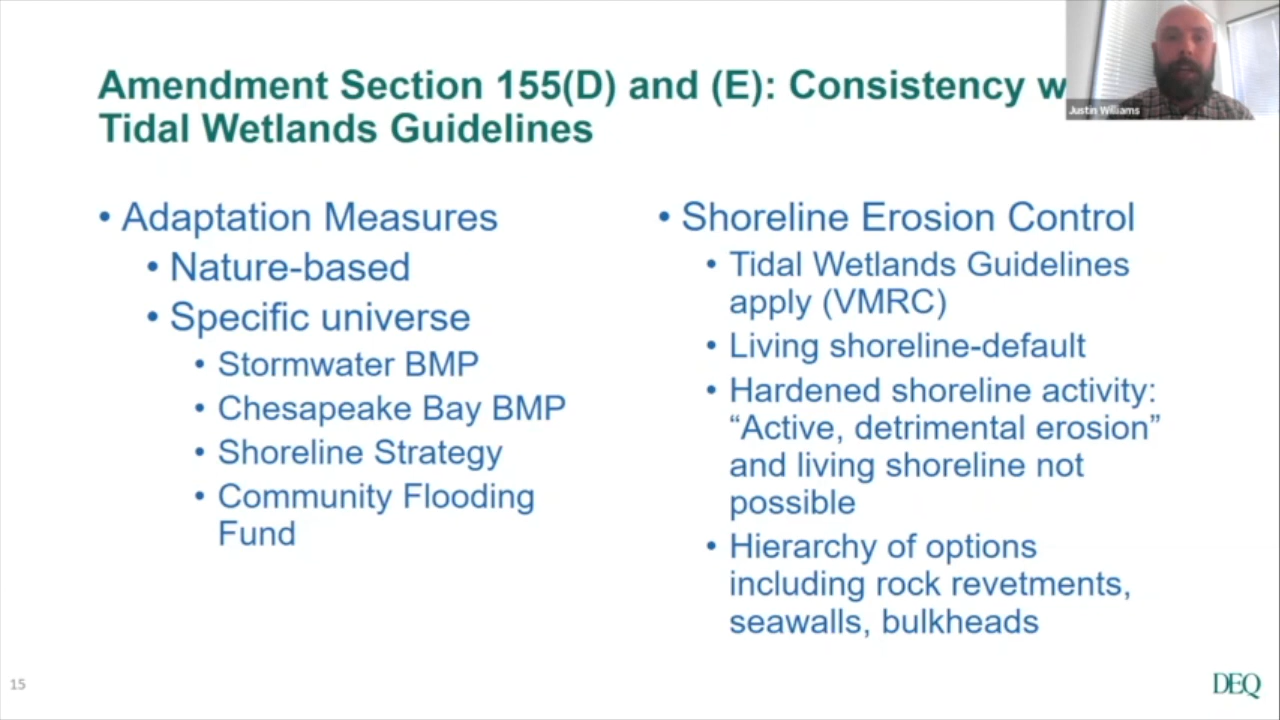 Amendment Section 155(D) and (E): Consistency w
Tidal Wetlands Guidelines
Justin Williams
• Adaptation Measures
• Nature-based
• Specific universe
• Stormwater BMP
• Chesapeake Bay BMP
• Shoreline Strategy
• Community Flooding
Fund
• Shoreline Erosion Control
• Tidal Wetlands Guidelines
apply (VMRC)
• Living shoreline-default
• Hardened shoreline activity:
“Active, detrimental erosion”
and living shoreline not
possible
• Hierarchy of options
including rock revetments,
seawalls, bulkheads
15
DEQ